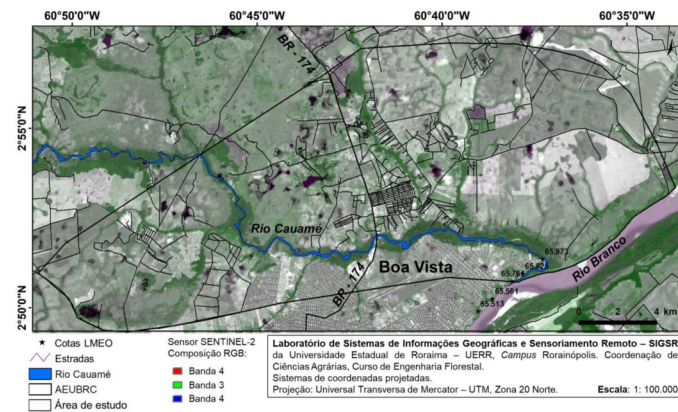 60°50'0"W 60°45'0"W 60°40'0"W 60°35'0"W
2°55'0"N
2°50'0"N
BR - 174
N
Rio Cauamé
BR - 174
Boa Vista
Rio Branco
65.977
65.561
65.513
0 2 4 km
Cotas LMEO
Estradas
Rio Cauamé
AEUBRC
Área de estudo
Sensor SENTINEL-2
Composição RGB:
Banda 4
Banda 3
Banda 4
Laboratório de Sistemas de Informações Geográficas e Sensoriamento Remoto – SIGSR
da Universidade Estadual de Roraima – UERR, Campus Rorainópolis. Coordenação de
Ciências Agrárias, Curso de Engenharia Florestal.
Sistemas de coordenadas projetadas.
Projeção: Universal Transversa de Mercator – UTM, Zona 20 Norte. Escala: 1: 100.000